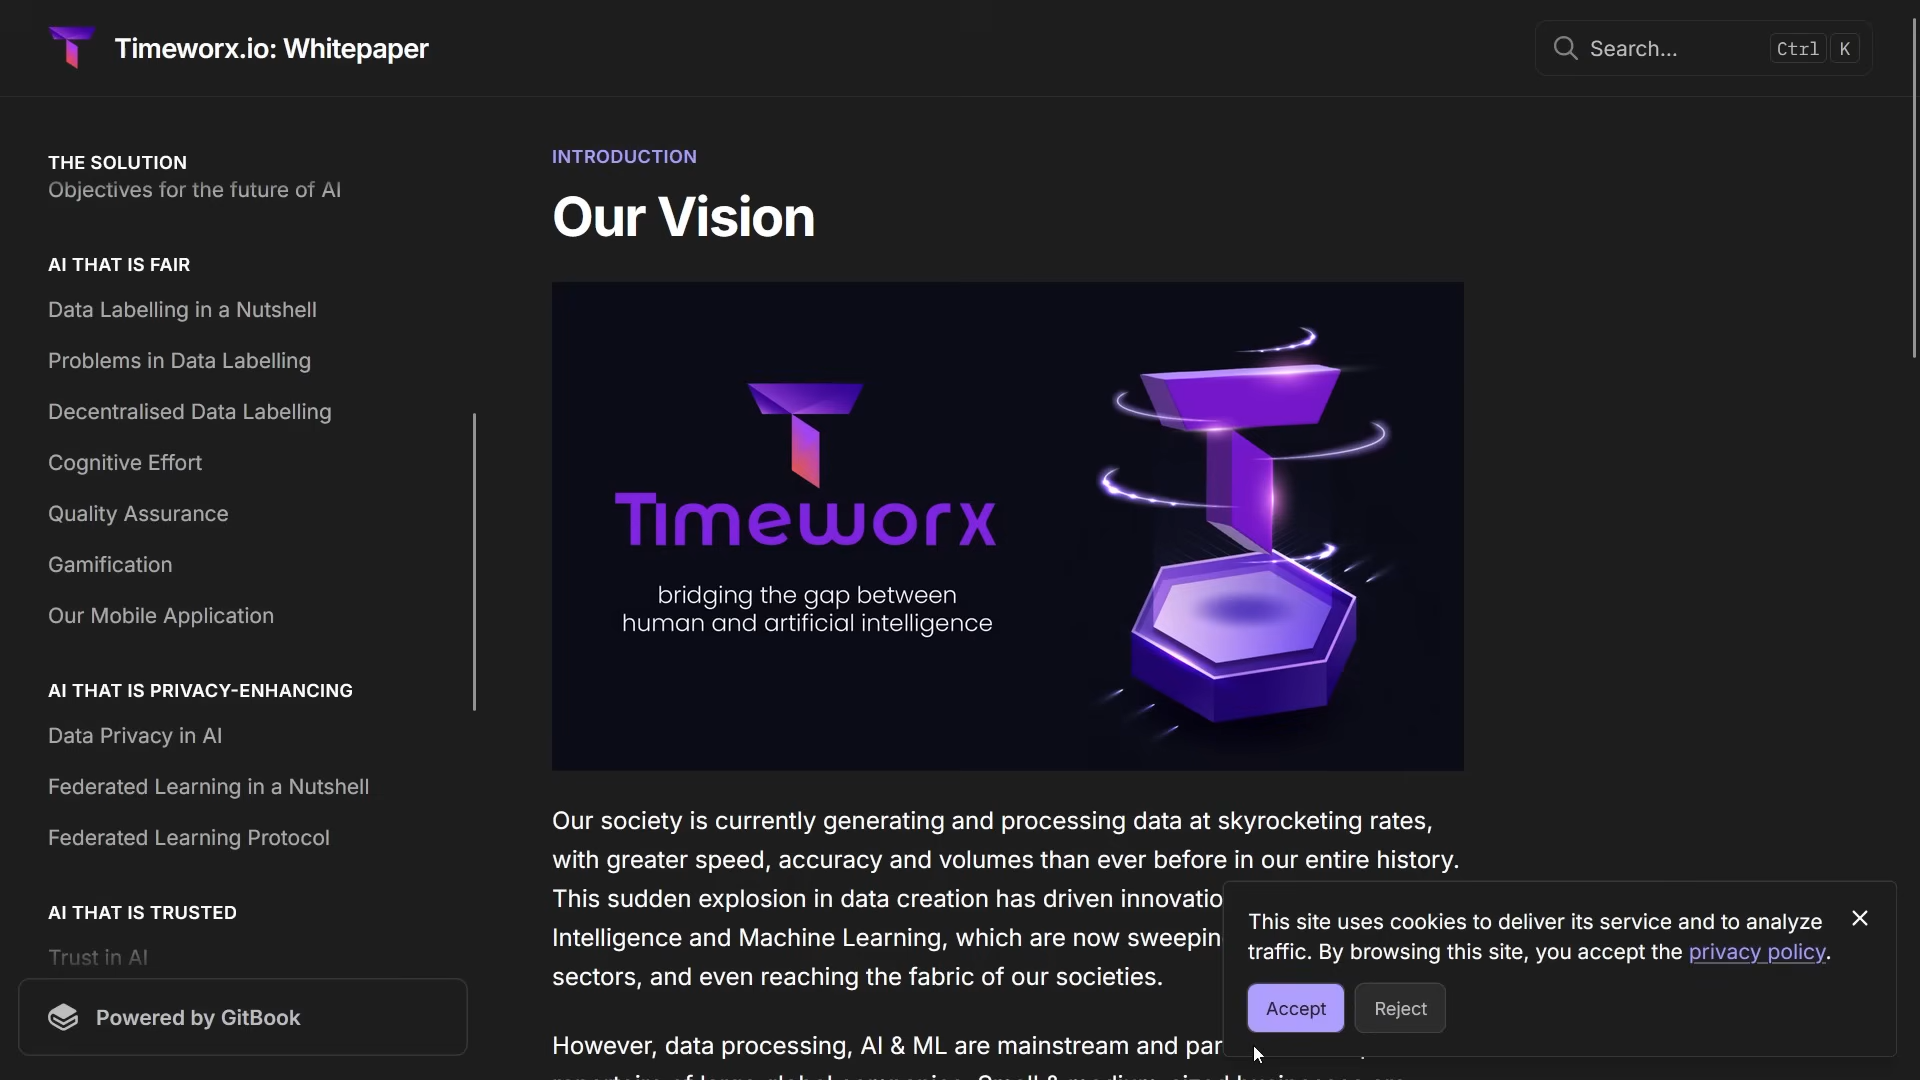 Timeworx.io: Whitepaper
Search...
Ctrl K
THE SOLUTION
Objectives for the future of AI
AI THAT IS FAIR
Data Labelling in a Nutshell
Problems in Data Labelling
Decentralised Data Labelling
Cognitive Effort
Quality Assurance
Gamification
Our Mobile Application
AI THAT IS PRIVACY-ENHANCING
Data Privacy in AI
Federated Learning in a Nutshell
Federated Learning Protocol
AI THAT IS TRUSTED
Trust in AI
Powered by GitBook
INTRODUCTION
Our Vision
Timeworx
bridging the gap between
human and artificial intelligence
Our society is currently generating and processing data at skyrocketing rates,
with greater speed, accuracy and volumes than ever before in our entire history.
This sudden explosion in data creation has driven innovatio
Intelligence and Machine Learning, which are now sweepin
sectors, and even reaching the fabric of our societies.
However, data processing, AI & ML are mainstream and par
This site uses cookies to deliver its service and to analyze
traffic. By browsing this site, you accept the privacy policy.
Accept
Reject